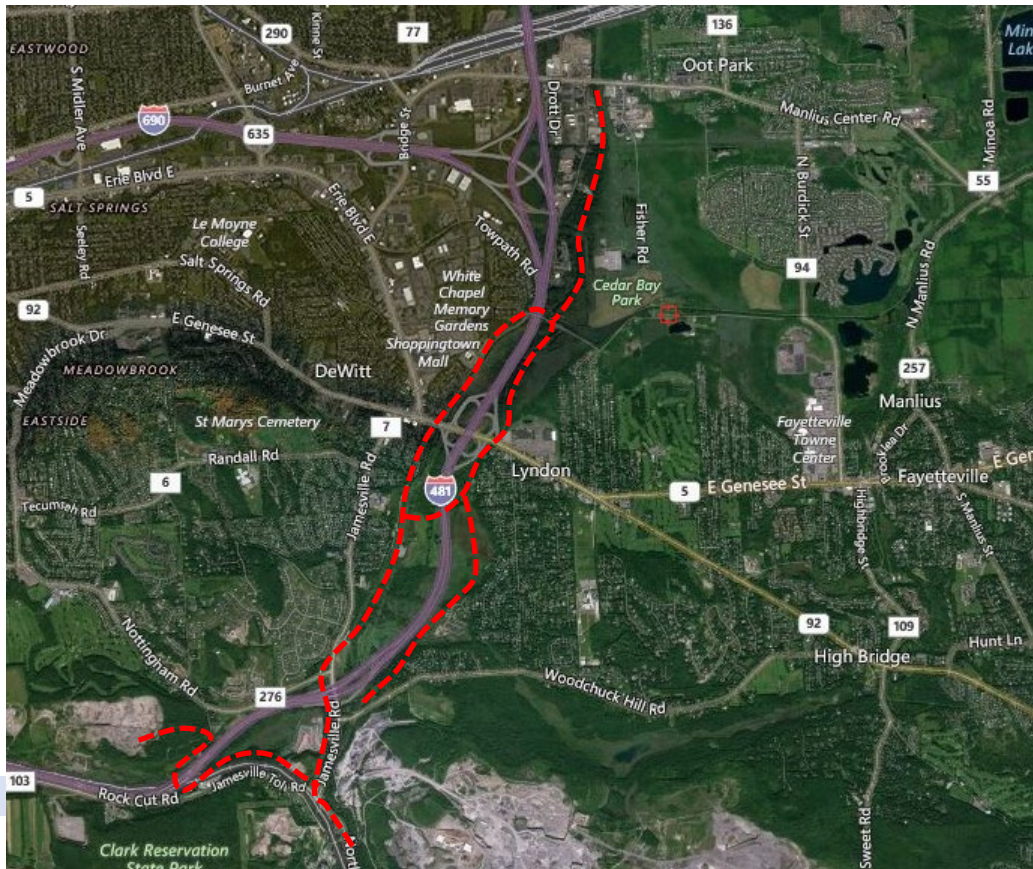 EASTWOOD
290
Kinne St
77
136
Oot Park
S Midler Ave
Burnet Ave
690
635
Bridge St
Drott Dr
Manlius Center Rd
Minoa Rd
5
Erie Blvd E
Erie Blvd E
55
SALT SPRINGS
Le Moyne
College
Seeley Rd
Salt Springs Rd
Towpath Rd
Fisher Rd
N Burdick St
N Manlius Rd
92
White
Chapel
Memory
Gardens
Cedar Bay
Park
94
E Genesee St
Shoppingtown
Mall
Meadowbrook Dr
MEADOWBROOK
DeWitt
257
Manlius
EASTSIDE
St Marys Cemetery
7
Fayetteville
Towne
Center
Brooklea Dr
Randall Rd
Lyndon
Fayetteville
E Gen
6
Jamesville Rd
481
5
E Genesee St
Tecumseh Rd
Highbridge St
S Manlius St
Nottingham Rd
92
109
High Bridge
Hunt Ln
276
Jamesville Rd
Woodchuck Hill Rd
103
Rock Cut Rd
Jamesville Toll Rd
North
Sweet Rd
Clark Reservation
State Park